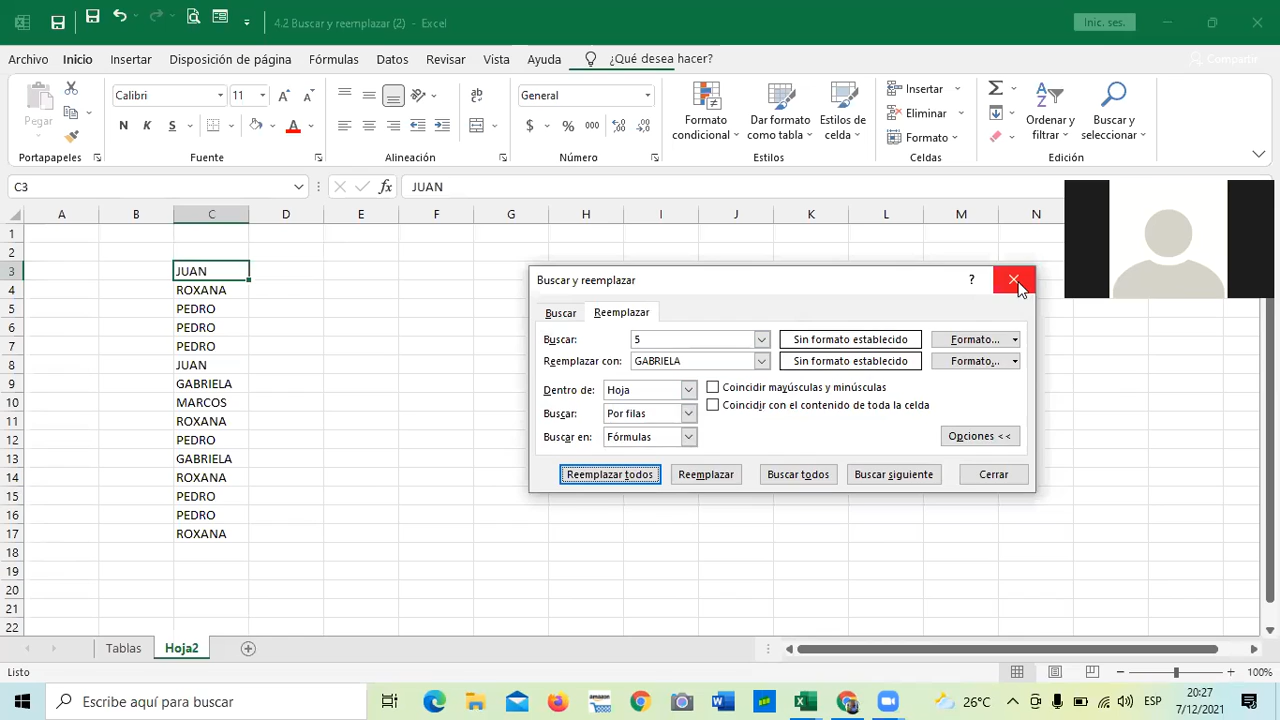 4.2 Buscar y reemplazar (2) - Excel
Inic. ses.
Archivo Inicio Insertar Disposición de página Fórmulas Datos Revisar Vista Ayuda ¿Qué desea hacer? Compartir
Pegar
Portapapeles
Calibri 11
N K S A
Fuente
ab
Alineación
General
$ % 000
Número
Formato condicional
Dar formato como tabla
Estilos de celda
Estilos
Insertar
Eliminar
Formato
Celdas
Ordenar y filtrar
Buscar y seleccionar
Edición
C3 fx JUAN
A B C D E F G H I J K L M N
1
2
3 JUAN
4 ROXANA
5 PEDRO
6 PEDRO
7 PEDRO
8 JUAN
9 GABRIELA
10 MARCOS
11 ROXANA
12 PEDRO
13 GABRIELA
14 ROXANA
15 PEDRO
16 PEDRO
17 ROXANA
18
19
20
21
22
Buscar y reemplazar ?
Buscar Reemplazar
Buscar: 5 Sin formato establecido Formato...
Reemplazar con: GABRIELA Sin formato establecido Formato...
Dentro de: Hoja Coincidir mayúsculas y minúsculas
Buscar: Por filas Coincidir con el contenido de toda la celda
Buscar en: Fórmulas Opciones <<
Reemplazar todos Reemplazar Buscar todos Buscar siguiente Cerrar
Tablas Hoja2
Listo 100%
Escribe aquí para buscar
26°C ESP 20:27
7/12/2021